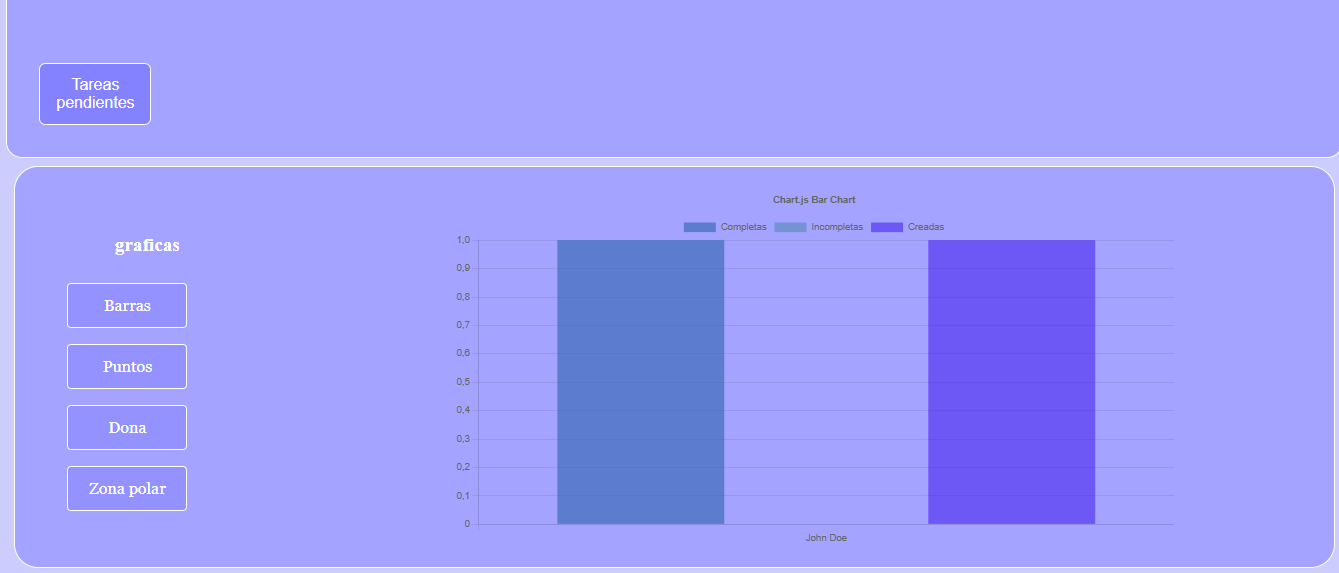 Tareas
pendientes
graficas
Barras
Puntos
Dona
Zona polar
Chart.js Bar Chart
Completas Incompletas Creadas
1,0
0,9
0,8
0,7
0,6
0,5
0,4
0,3
0,2
0,1
0
John Doe